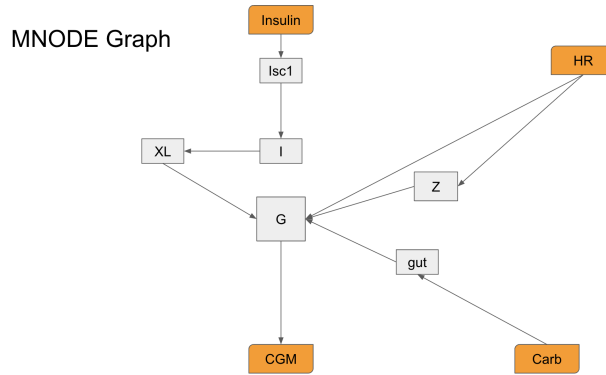 Insulin
MNODE Graph
HR
Isc1
XL
I
Z
G
gut
CGM
Carb